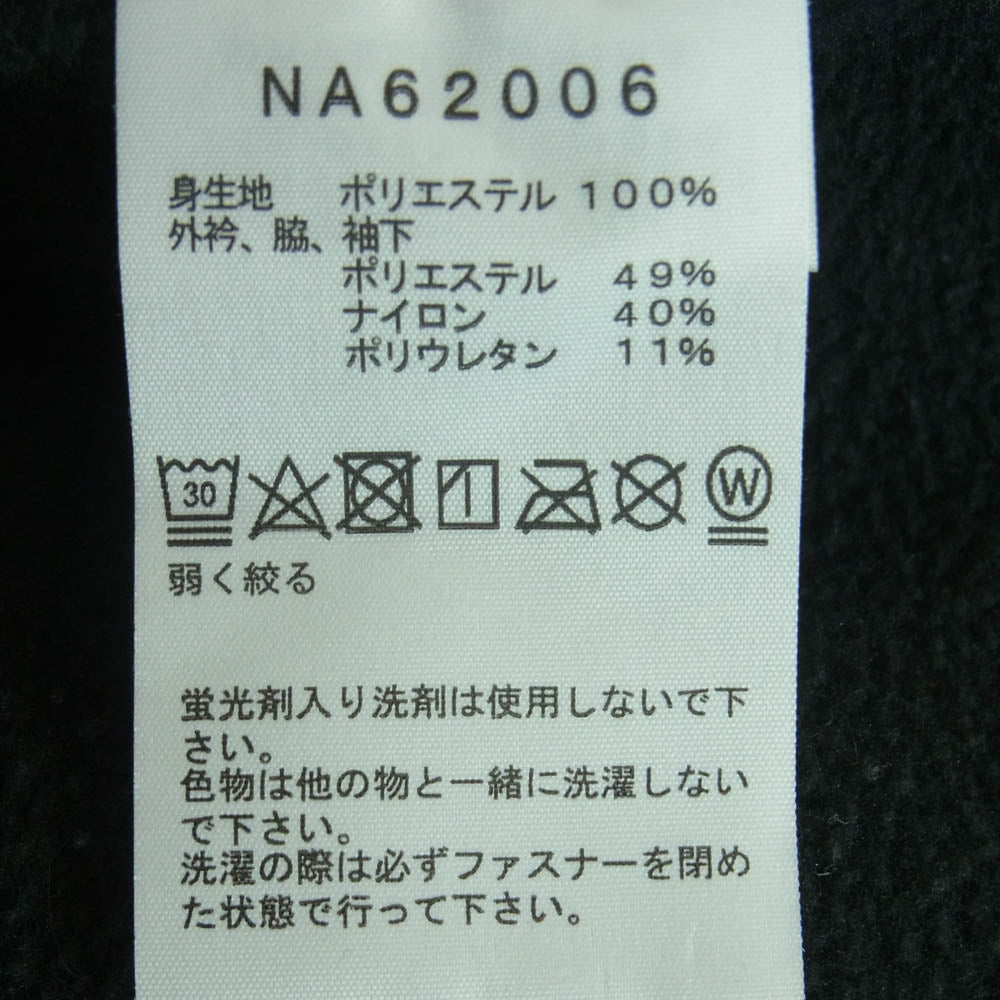 NA62006
身生地 ポリエステル 100%
外衿、脇、袖下
ポリエステル 49%
ナイロン 40%
ポリウレタン 11%
30 W
弱く絞る
蛍光剤入り洗剤は使用しないで下
さい。
色物は他の物と一緒に洗濯しない
で下さい。
洗濯の際は必ずファスナーを閉め
た状態で行って下さい。